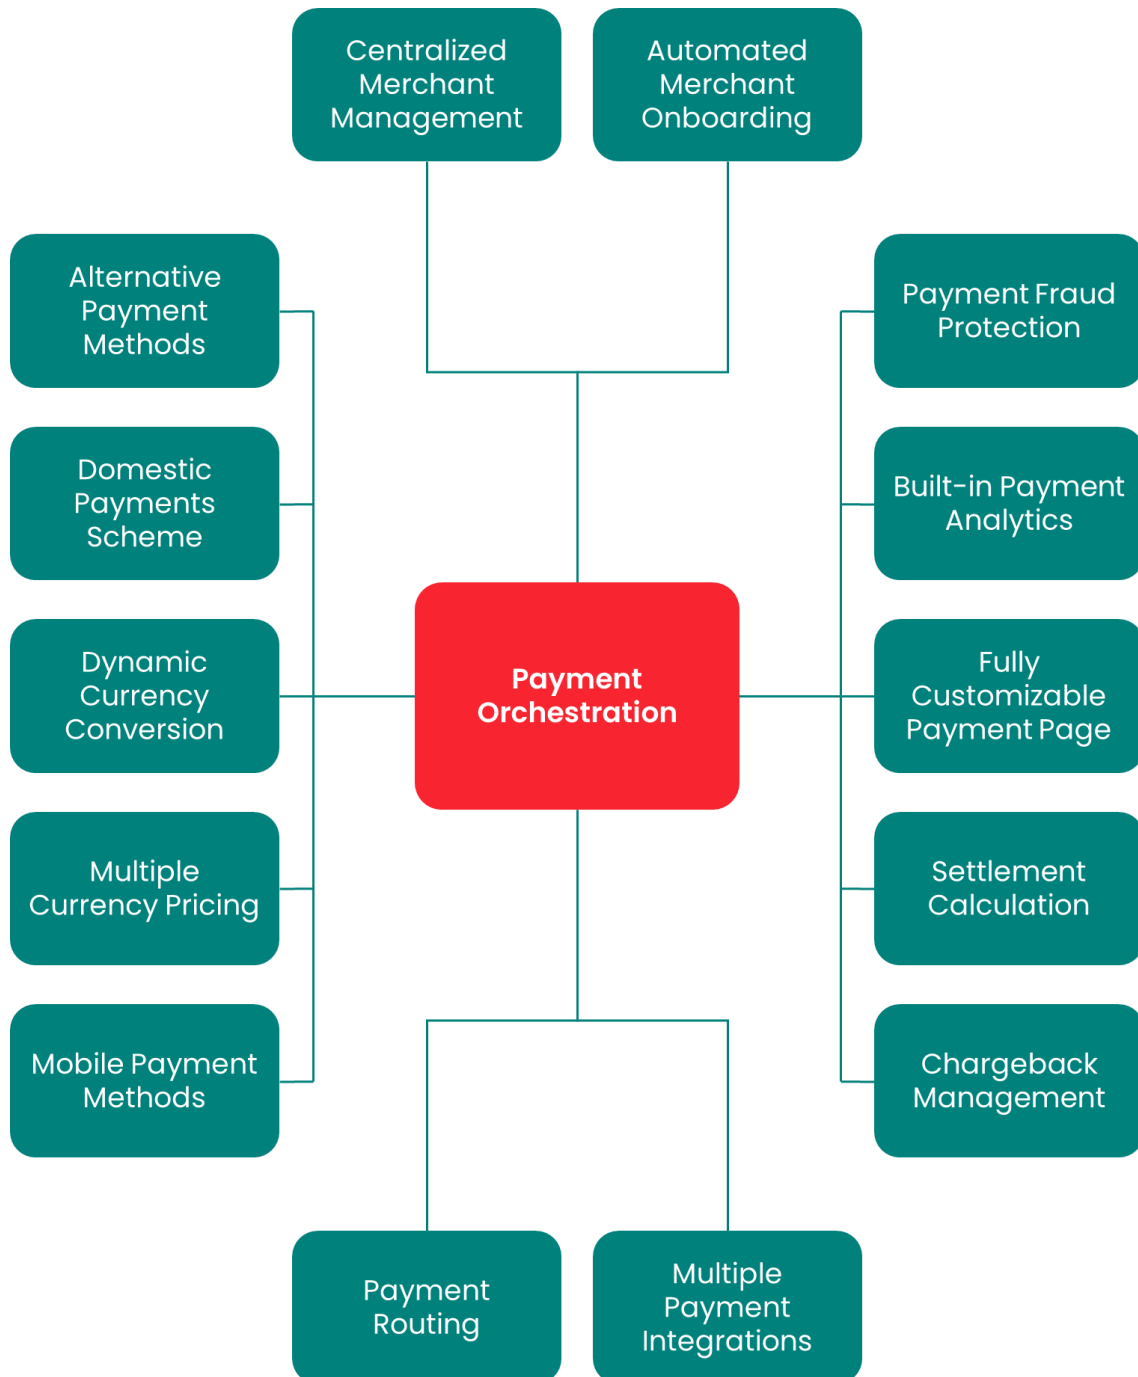 Centralized
Merchant
Management
Automated
Merchant
Onboarding
Alternative
Payment
Methods
Domestic
Payments
Scheme
Dynamic
Currency
Conversion
Multiple
Currency Pricing
Mobile Payment
Methods
Payment
Orchestration
Payment Fraud
Protection
Built-in Payment
Analytics
Fully
Customizable
Payment Page
Settlement
Calculation
Chargeback
Management
Payment
Routing
Multiple
Payment
Integrations